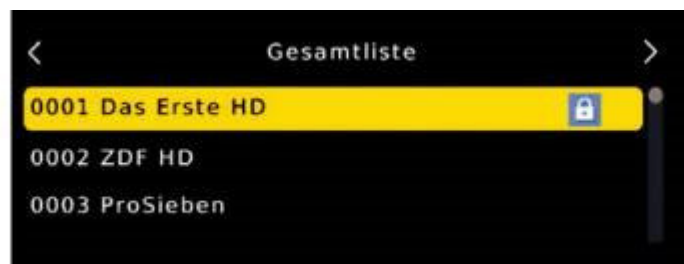 Gesamtliste
0001 Das Erste HD
0002 ZDF HD
0003 ProSieben